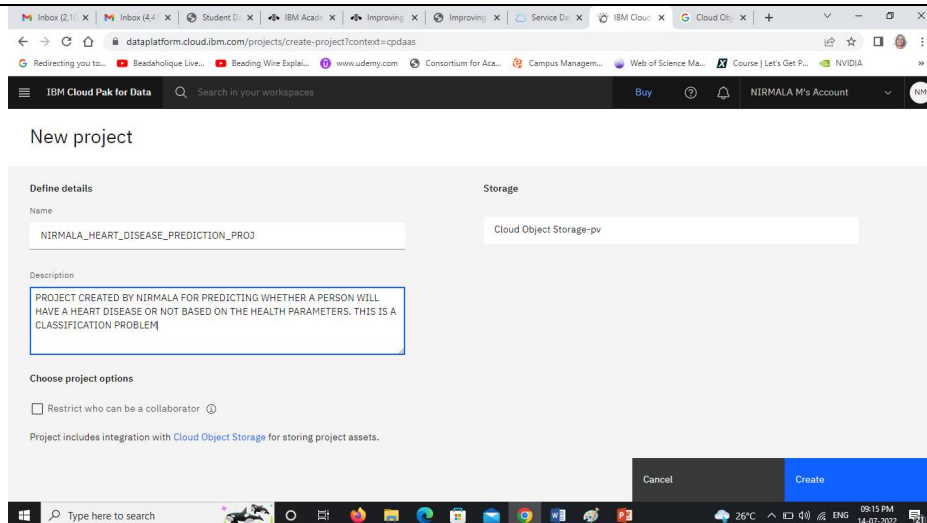 Inbox (2,1
Inbox (4,4
Student D
IBM Acade
Improving
Improving
Service De
IBM Cloud
Cloud Obj
dataplatform.cloud.ibm.com/projects/create-project?context=cpdaas
Redirecting you to...
Beadaholique Live...
Beading Wire Explai...
www.udemy.com
Consortium for Aca...
Campus Managem...
Web of Science Ma...
Course | Let's Get P...
NVIDIA
IBM Cloud Pak for Data
Search in your workspaces
Buy
NIRMALA M's Account
NM
New project
Define details
Name
NIRMALA_HEART_DISEASE_PREDICTION_PROJ
Description
PROJECT CREATED BY NIRMALA FOR PREDICTING WHETHER A PERSON WILL
HAVE A HEART DISEASE OR NOT BASED ON THE HEALTH PARAMETERS. THIS IS A
CLASSIFICATION PROBLEM
Choose project options
Restrict who can be a collaborator
Project includes integration with Cloud Object Storage for storing project assets.
Storage
Cloud Object Storage-pv
Cancel
Create
Type here to search
26°C
ENG
09:15 PM
14-07-2022